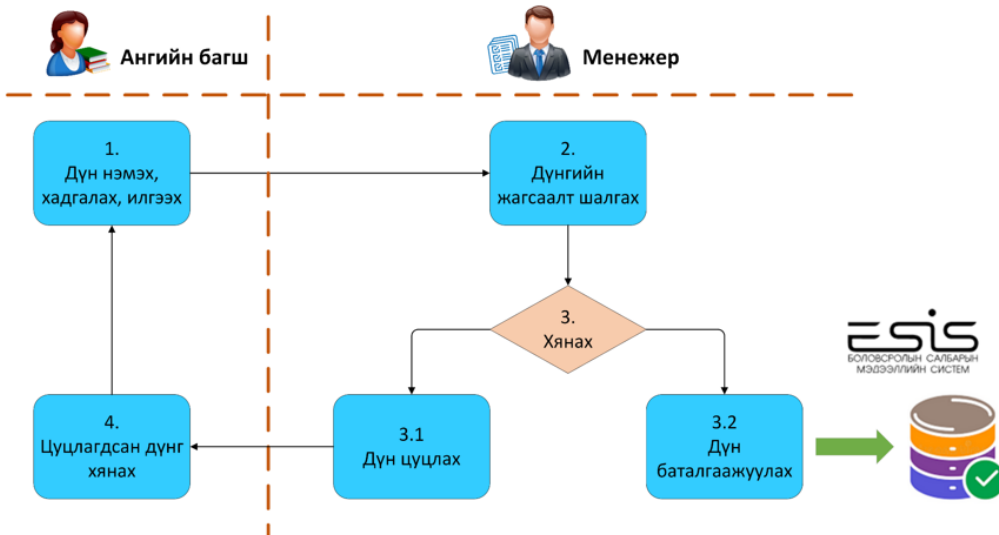 Ангийн багш
Менежер
1.
Дүн нэмэх,
хадгалах, илгээх
2.
Дүнгийн
жагсаалт шалгах
3.
Хянах
ESIS
БОЛОВСРОЛЫН САЛБАРЫН
МЭДЭЭЛЛИЙН СИСТЕМ
4.
Цуцлагдсан дүнг
хянах
3.1
Дүн цуцлах
3.2
Дүн
баталгаажуулах